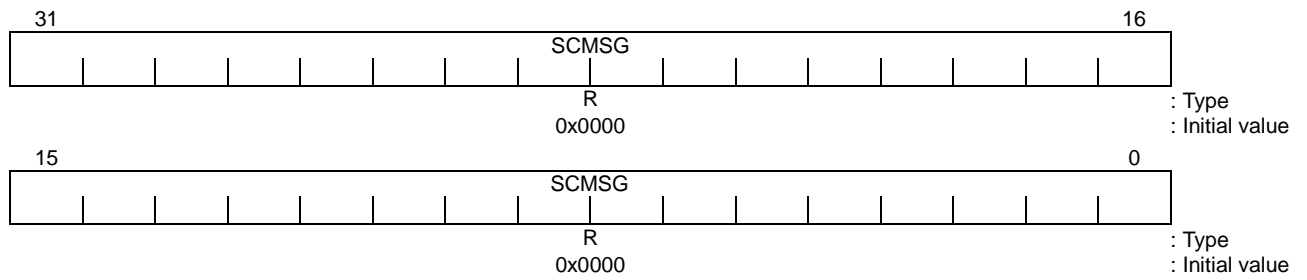 31 16
SCMSG
R : Type
0x0000 : Initial value
15 0
SCMSG
R : Type
0x0000 : Initial value